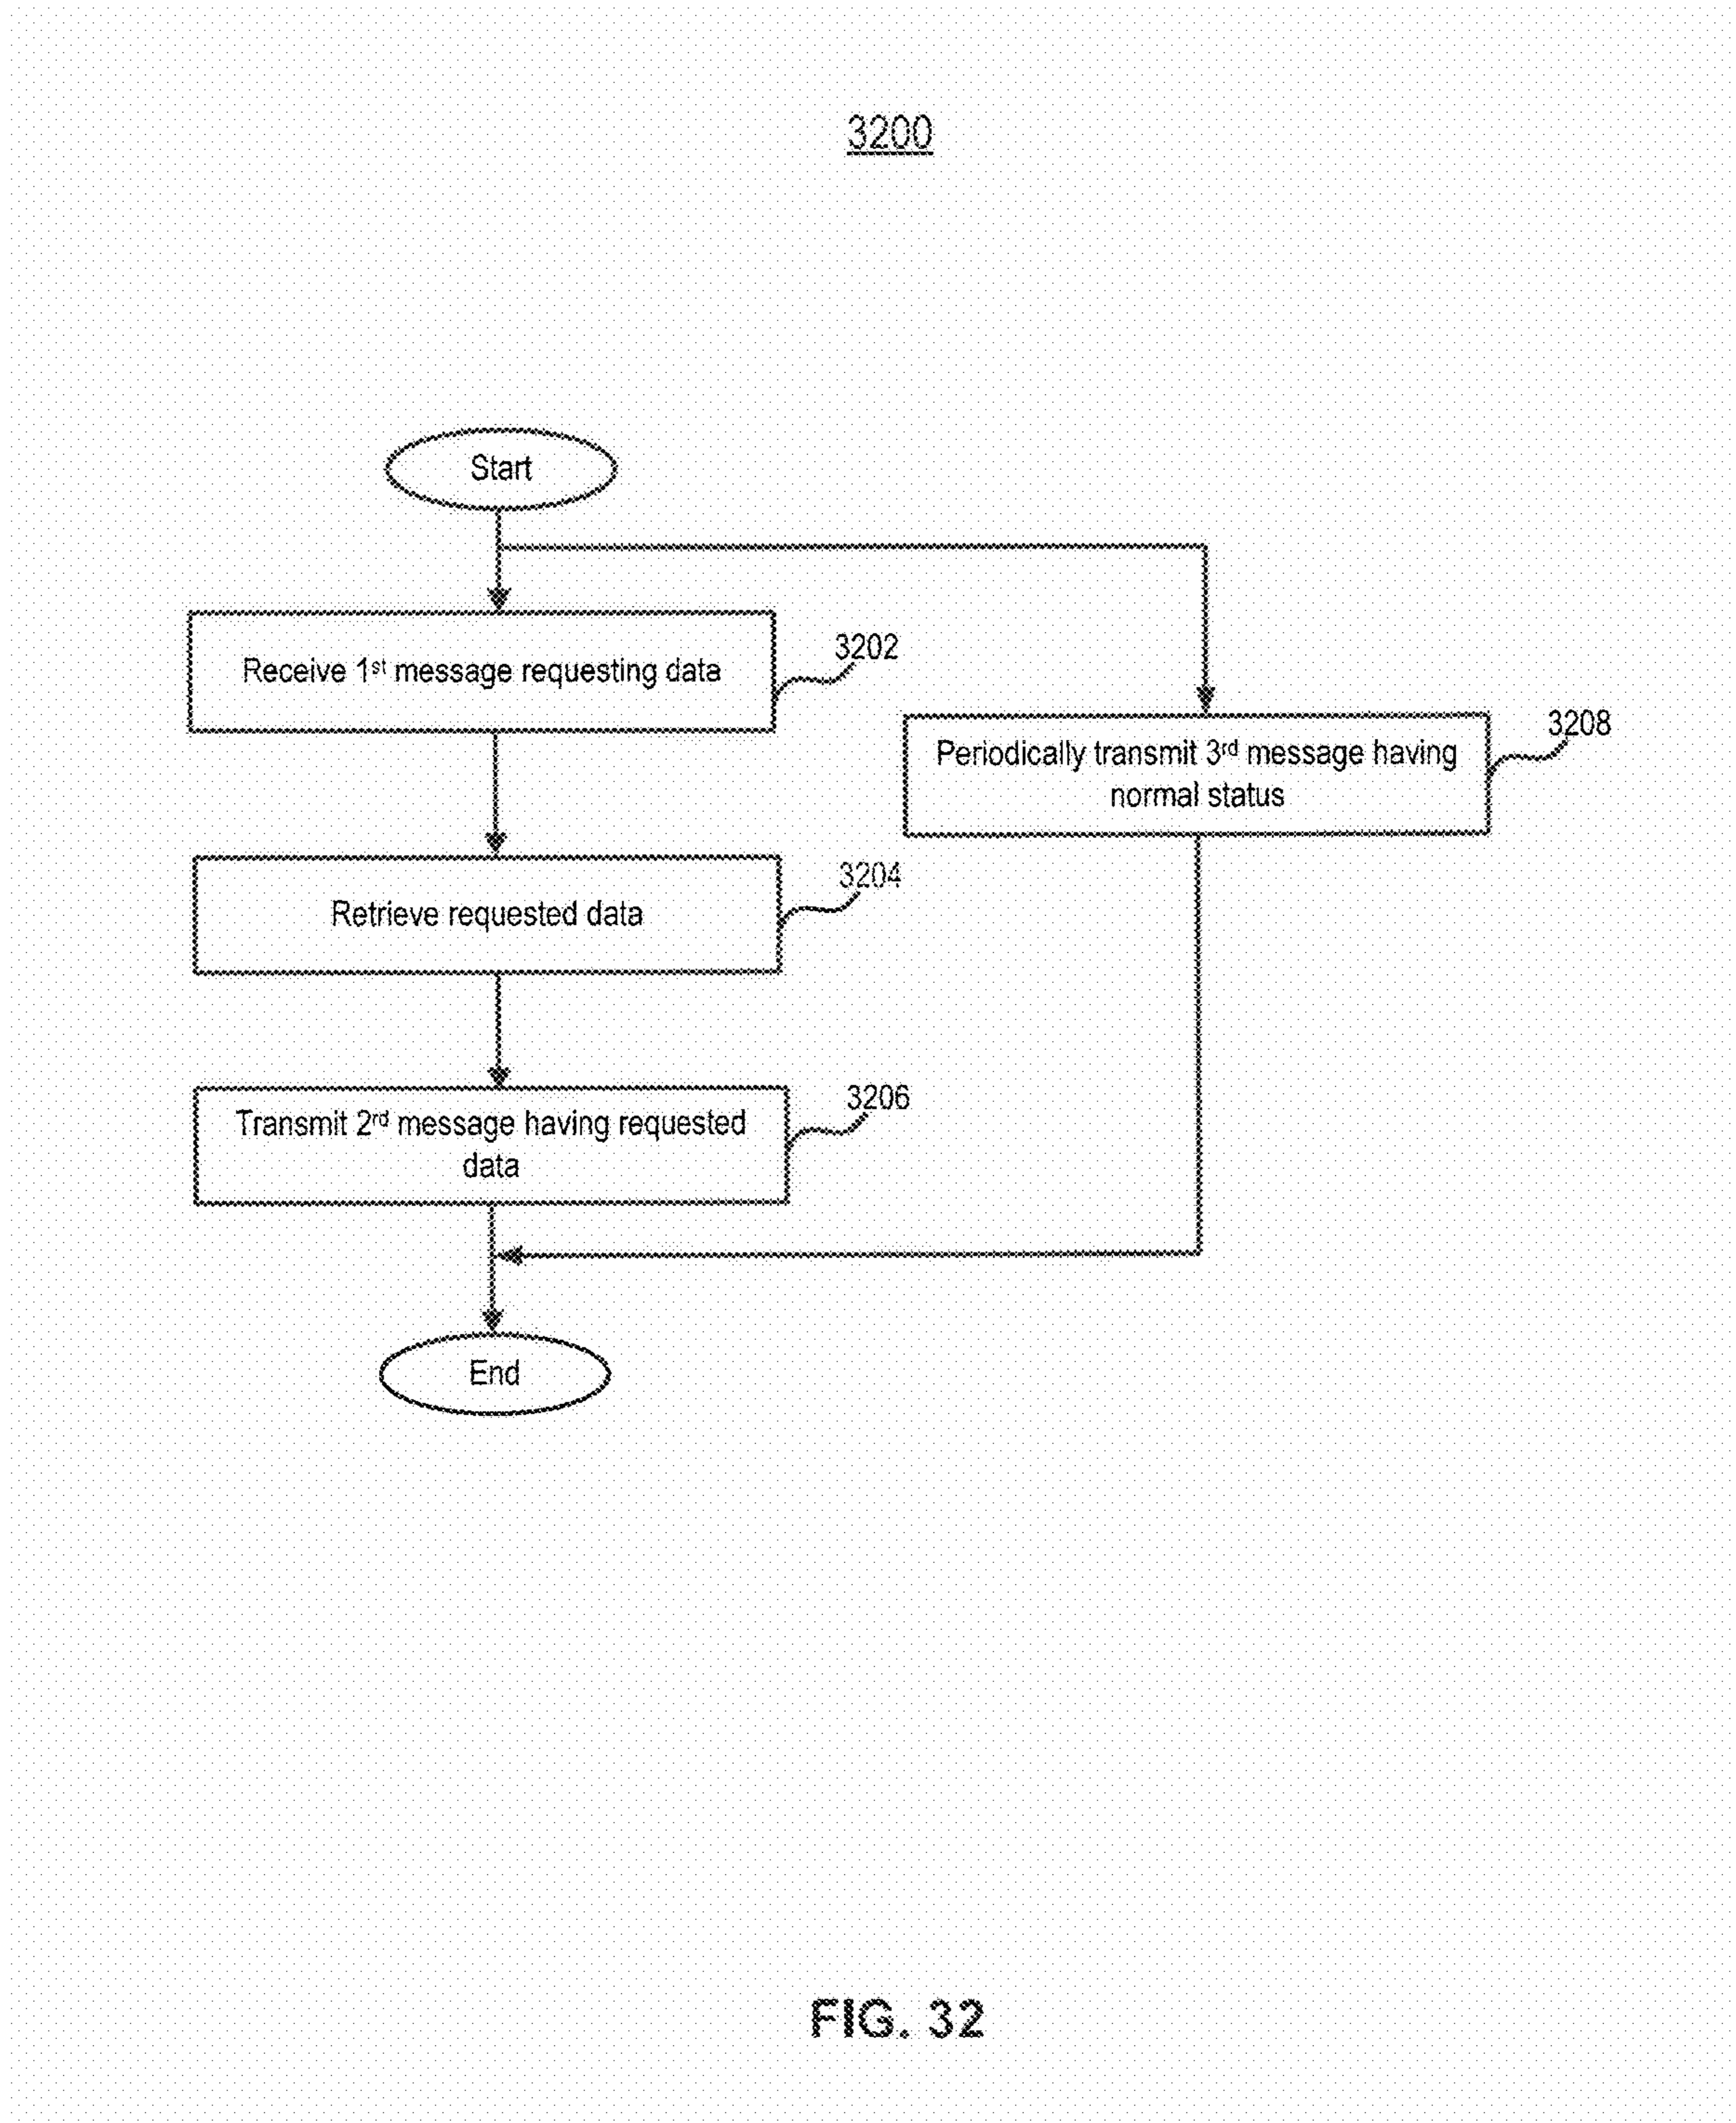 3200
Start
Receive 1st message requesting data
3202
Periodically transmit 3rd message having
normal status
3208
Retrieve requested data
3204
Transmit 2rd message having requested
data
3206
End
FIG. 32